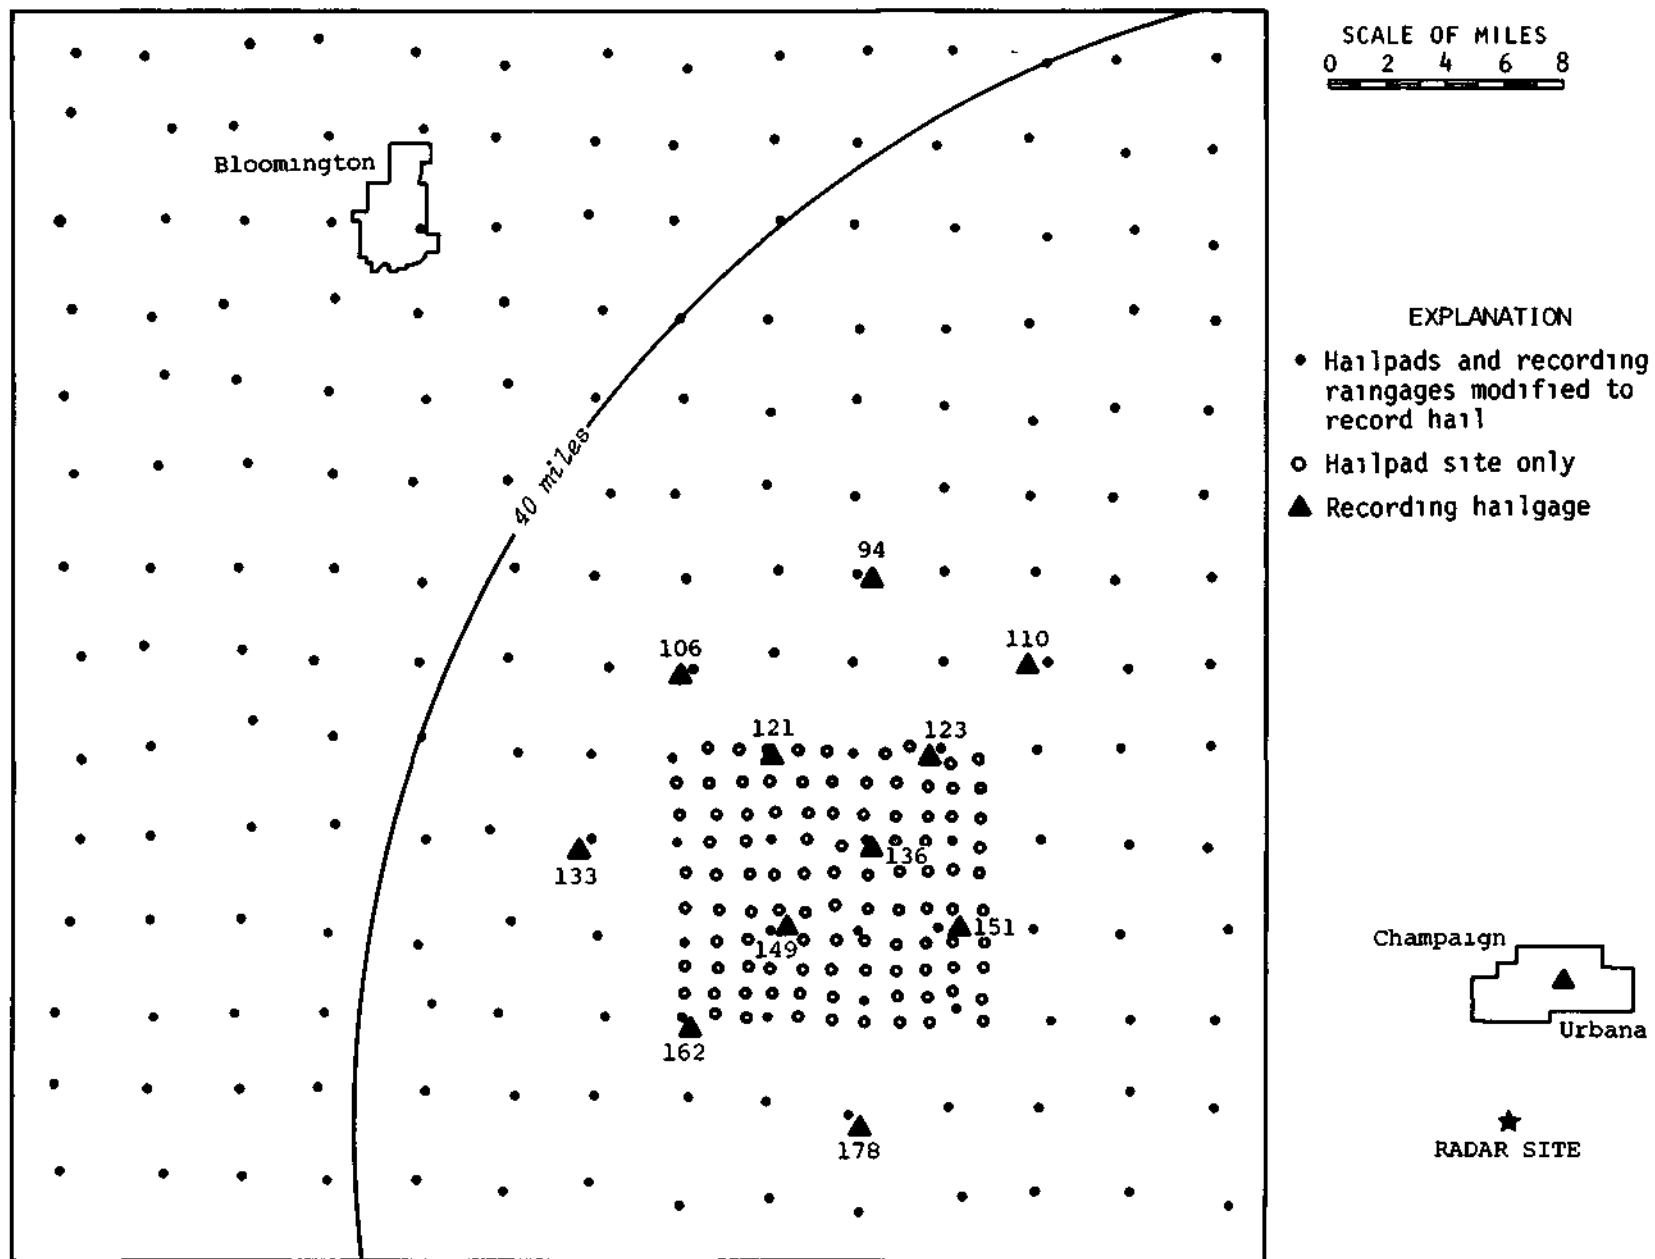 SCALE OF MILES
0 2 4 6 8
Bloomington
EXPLANATION
Hailpads and recording
raingages modified to
record hail
Hailpad site only
Recording hailgage
40 miles
94
106
110
121
123
133
136
149
151
162
178
Champaign
Urbana
RADAR SITE